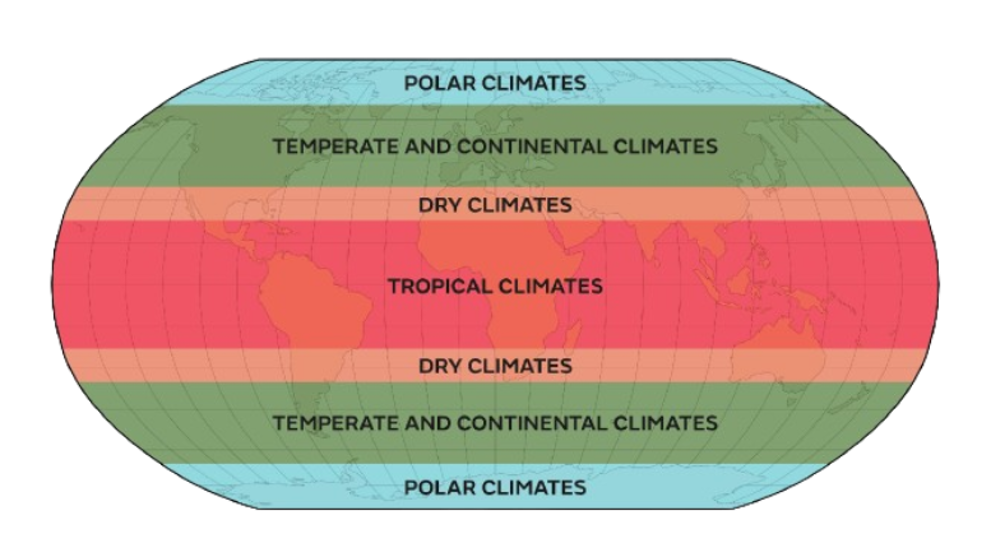 POLAR CLIMATES
TEMPERATE AND CONTINENTAL CLIMATES
DRY CLIMATES
TROPICAL CLIMATES
DRY CLIMATES
TEMPERATE AND CONTINENTAL CLIMATES
POLAR CLIMATES